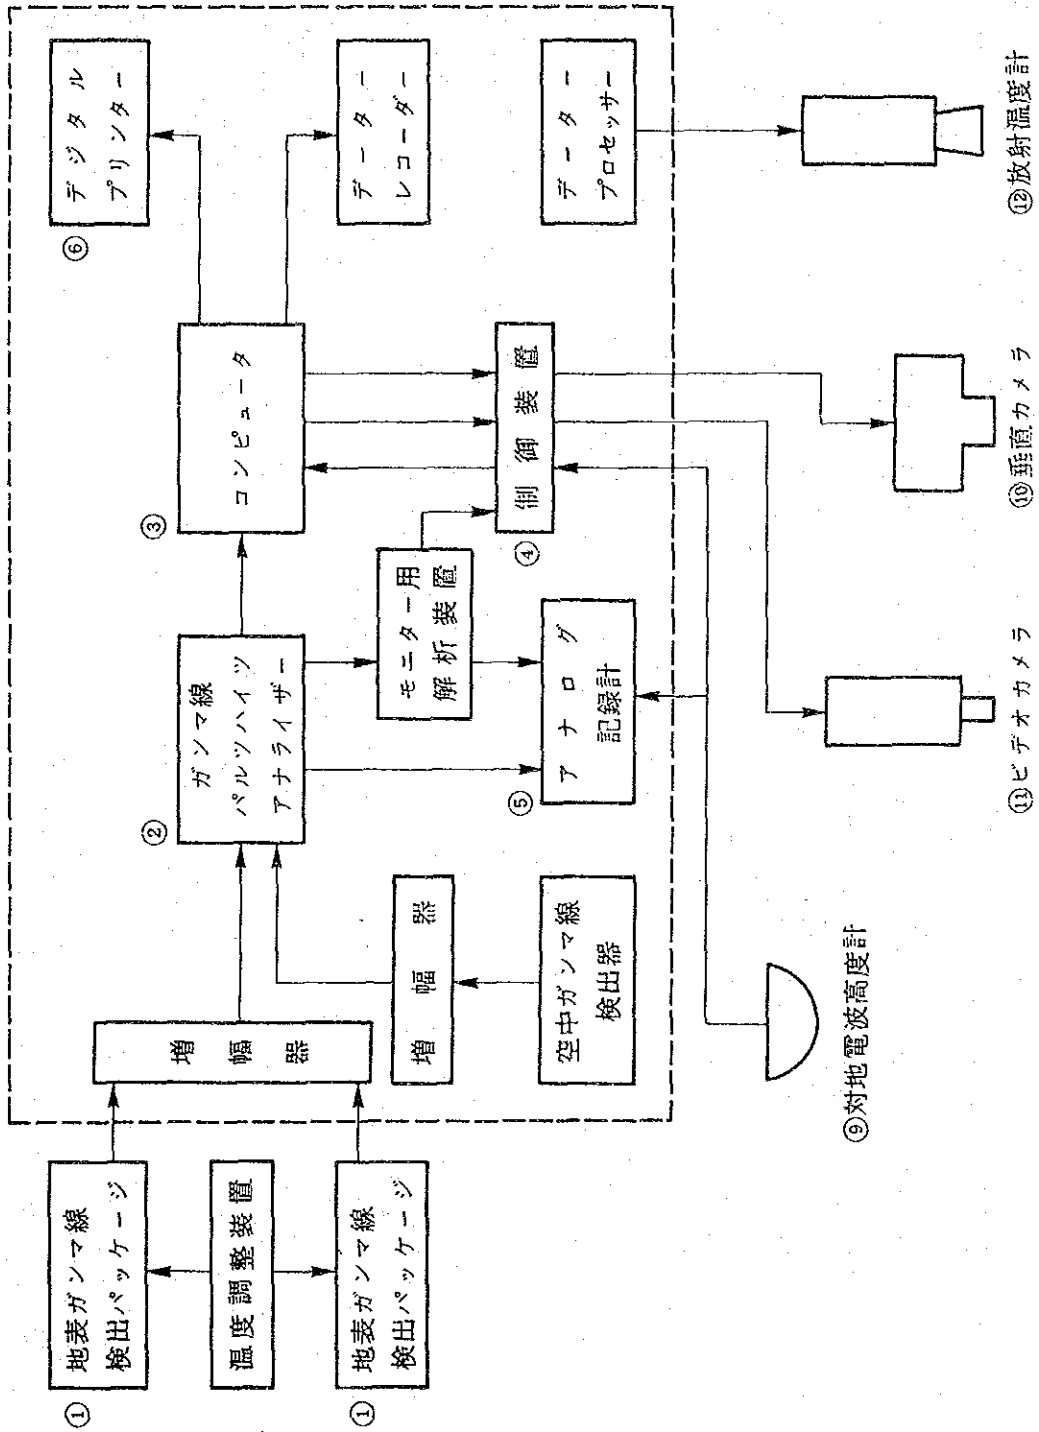 ①
地表ガンマ線
検出パッケージ
温度調整装置
①
地表ガンマ線
検出パッケージ
増幅器
増幅器
空中ガンマ線
検出器
②
ガンマ線
パルツハイツ
アナライザー
モニター用
解析装置
⑤
アナログ
記録計
③
コンピュータ
④
制御装置
⑥
デジタル
プリンター
データー
レコーダー
データー
プロセッサー
⑨対地電波高度計
⑪ビデオカメラ
⑩垂直カメラ
⑫放射温度計